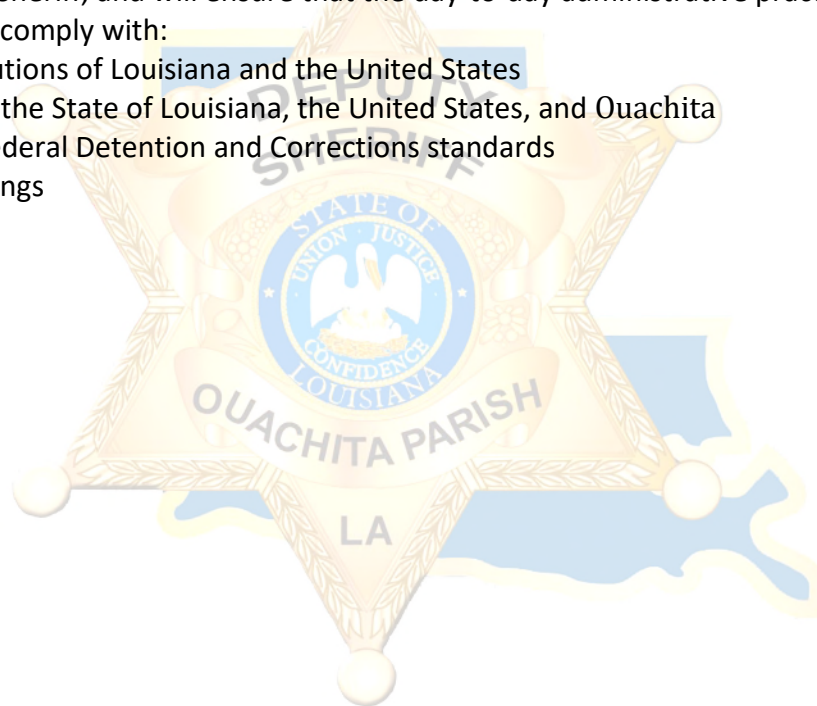 comply with:
utions of Louisiana and the United States
the State of Louisiana, the United States, and Ouachita
ederal Detention and Corrections standards
ngs
DEPUTY
SHERIFF
STATE OF
UNION JUSTICE
CONFIDENCE
LOUISIANA
OUACHITA PARISH
LA